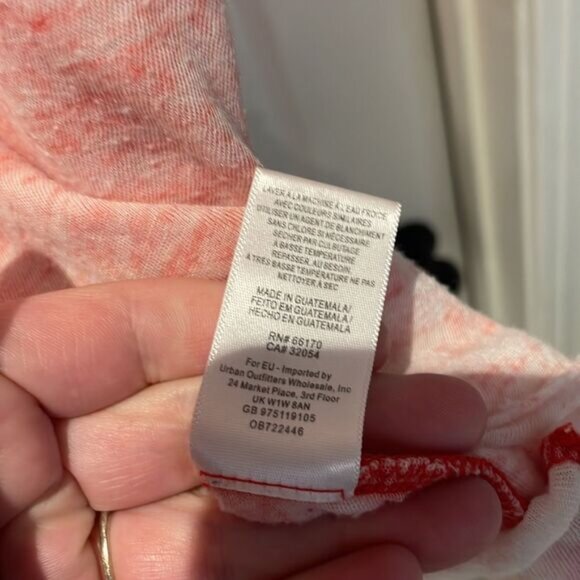 LAVER À LA MACHINE À L'EAU FROIDE
AVEC COULEURS SIMILAIRES
UTILISER UN AGENT DE BLANCHIMENT
SANS CHLORE SI NÉCESSAIRE
SÉCHER PAR CULBUTAGE
À BASSE TEMPÉRATURE
REPASSER, AU BESOIN,
À TRÈS BASSE TEMPÉRATURE NE PAS
NETTOYER À SEC
MADE IN GUATEMALA/
FEITO EM GUATEMALA /
HECHO EN GUATEMALA
RN# 66170
CA# 32054
For EU - Imported by
Urban Outfitters Wholesale, Inc
24 Market Place, 3rd Floor
UK W1W 8AN
GB 975119105
OB722446